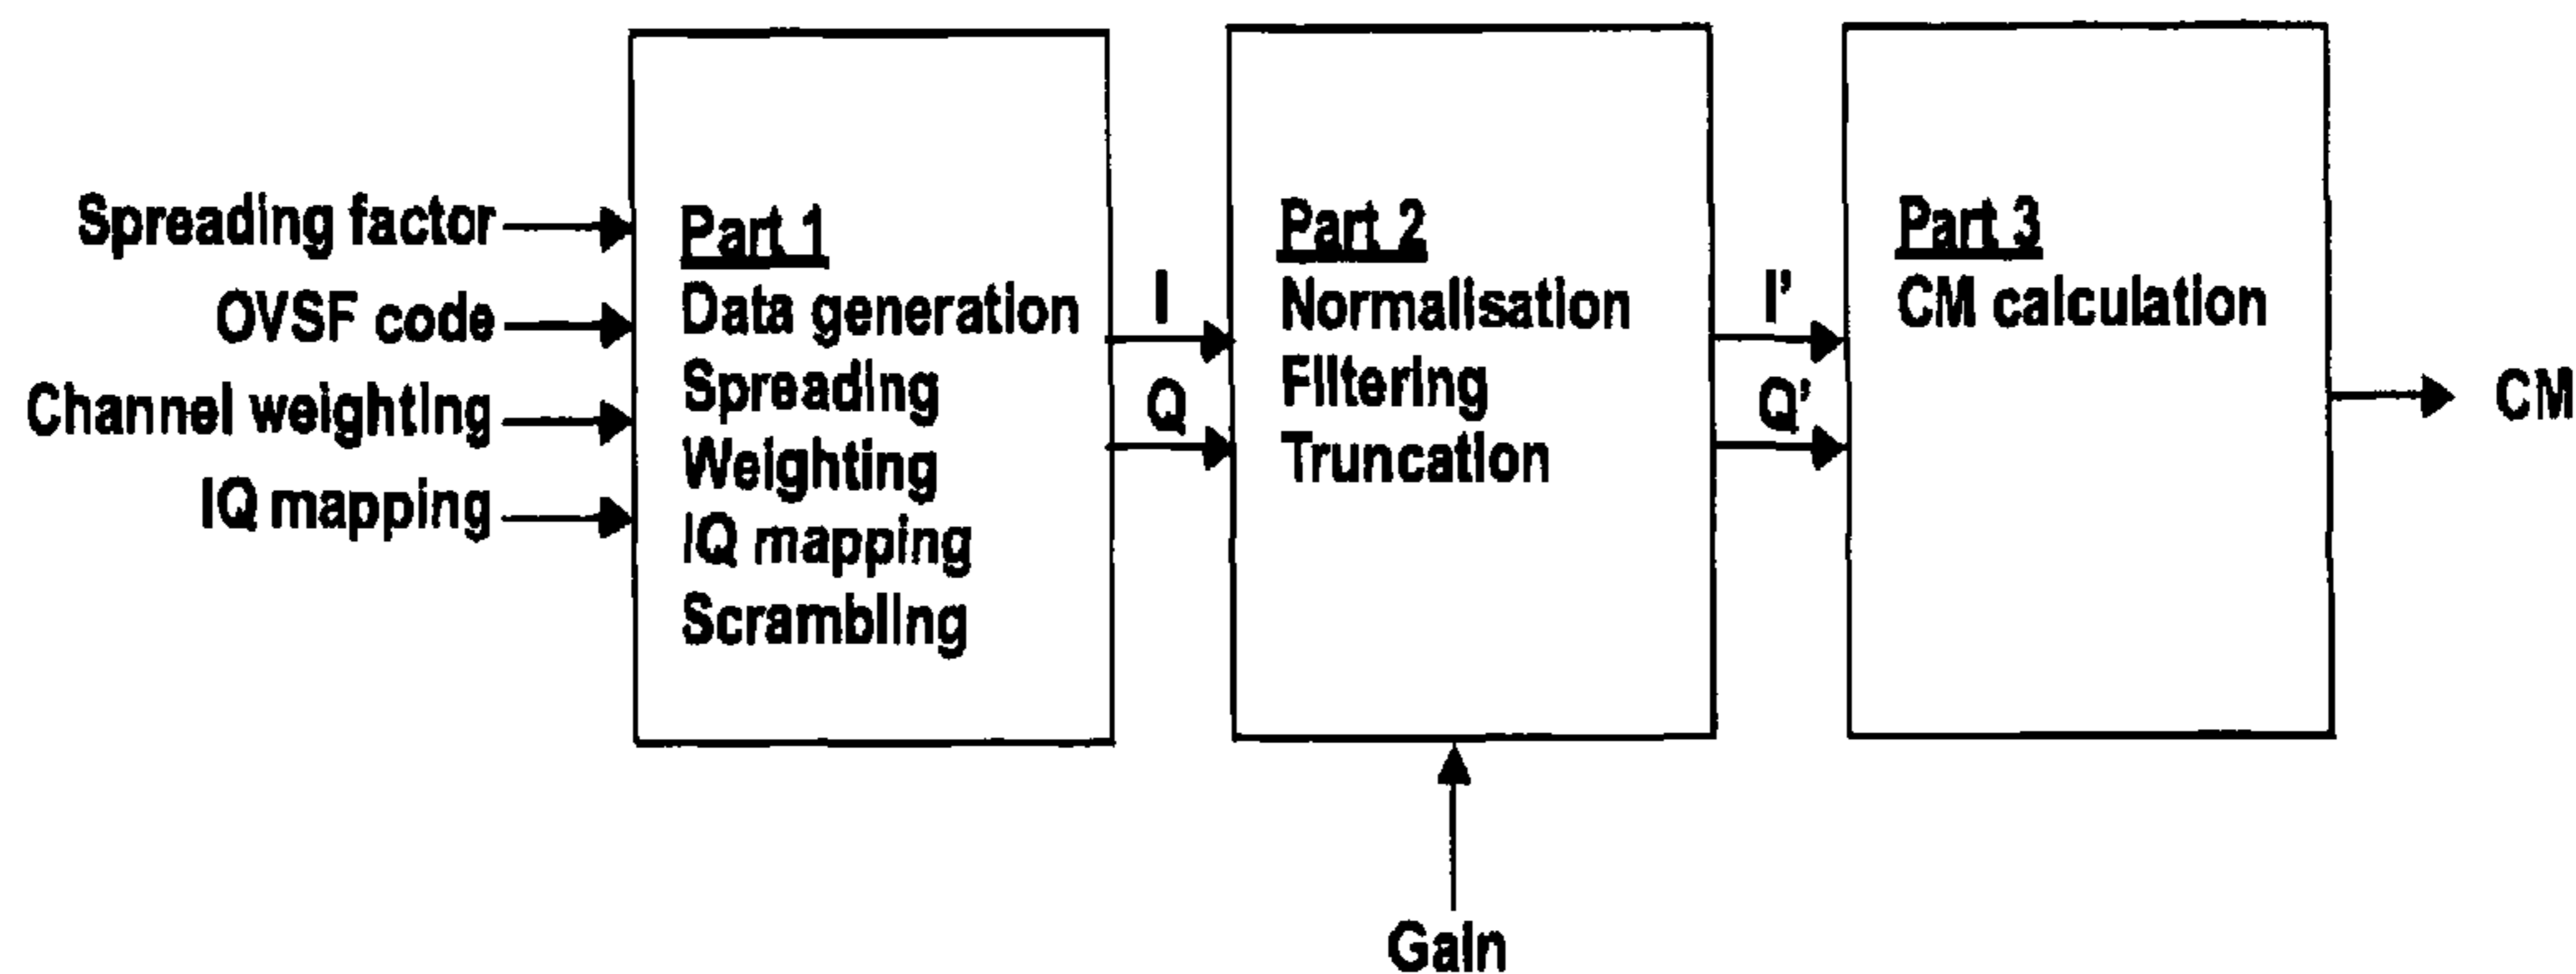 Spreading factor
OVSF code
Channel weighting
IQ mapping
Part 1
Data generation
Spreading
Weighting
IQ mapping
Scrambling
I
Q
Part 2
Normalisation
Filtering
Truncation
I'
Q'
Part 3
CM calculation
CM
Gain